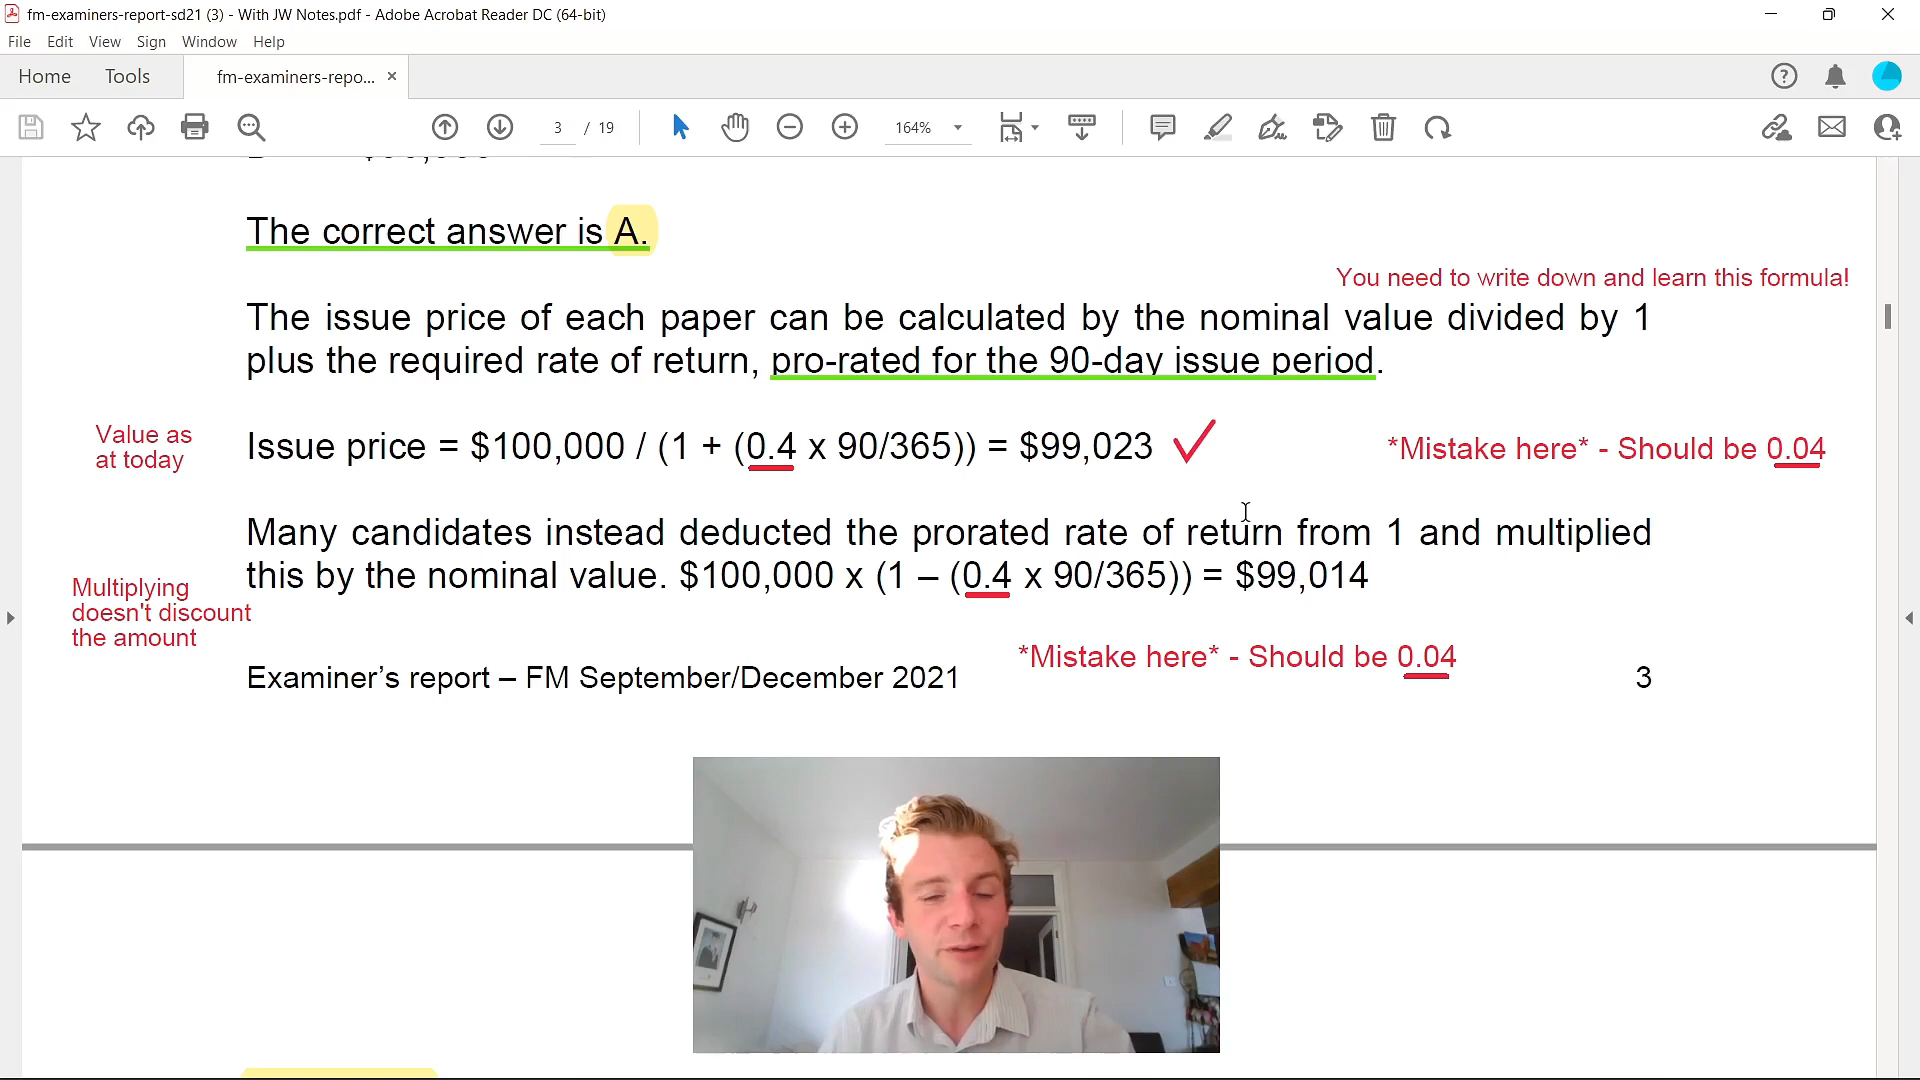 fm-examiners-report-sd21 (3) - With JW Notes.pdf - Adobe Acrobat Reader DC (64-bit)
File Edit View Sign Window Help
Home Tools fm-examiners-repo... ×
3 / 19 164%
The correct answer is A.
You need to write down and learn this formula!
The issue price of each paper can be calculated by the nominal value divided by 1
plus the required rate of return, pro-rated for the 90-day issue period.
Value as
at today
Issue price = $100,000 / (1 + (0.4 x 90/365)) = $99,023
*Mistake here* - Should be 0.04
Many candidates instead deducted the prorated rate of return from 1 and multiplied
this by the nominal value. $100,000 x (1 – (0.4 x 90/365)) = $99,014
Multiplying
doesn't discount
the amount
*Mistake here* - Should be 0.04
Examiner's report – FM September/December 2021 3